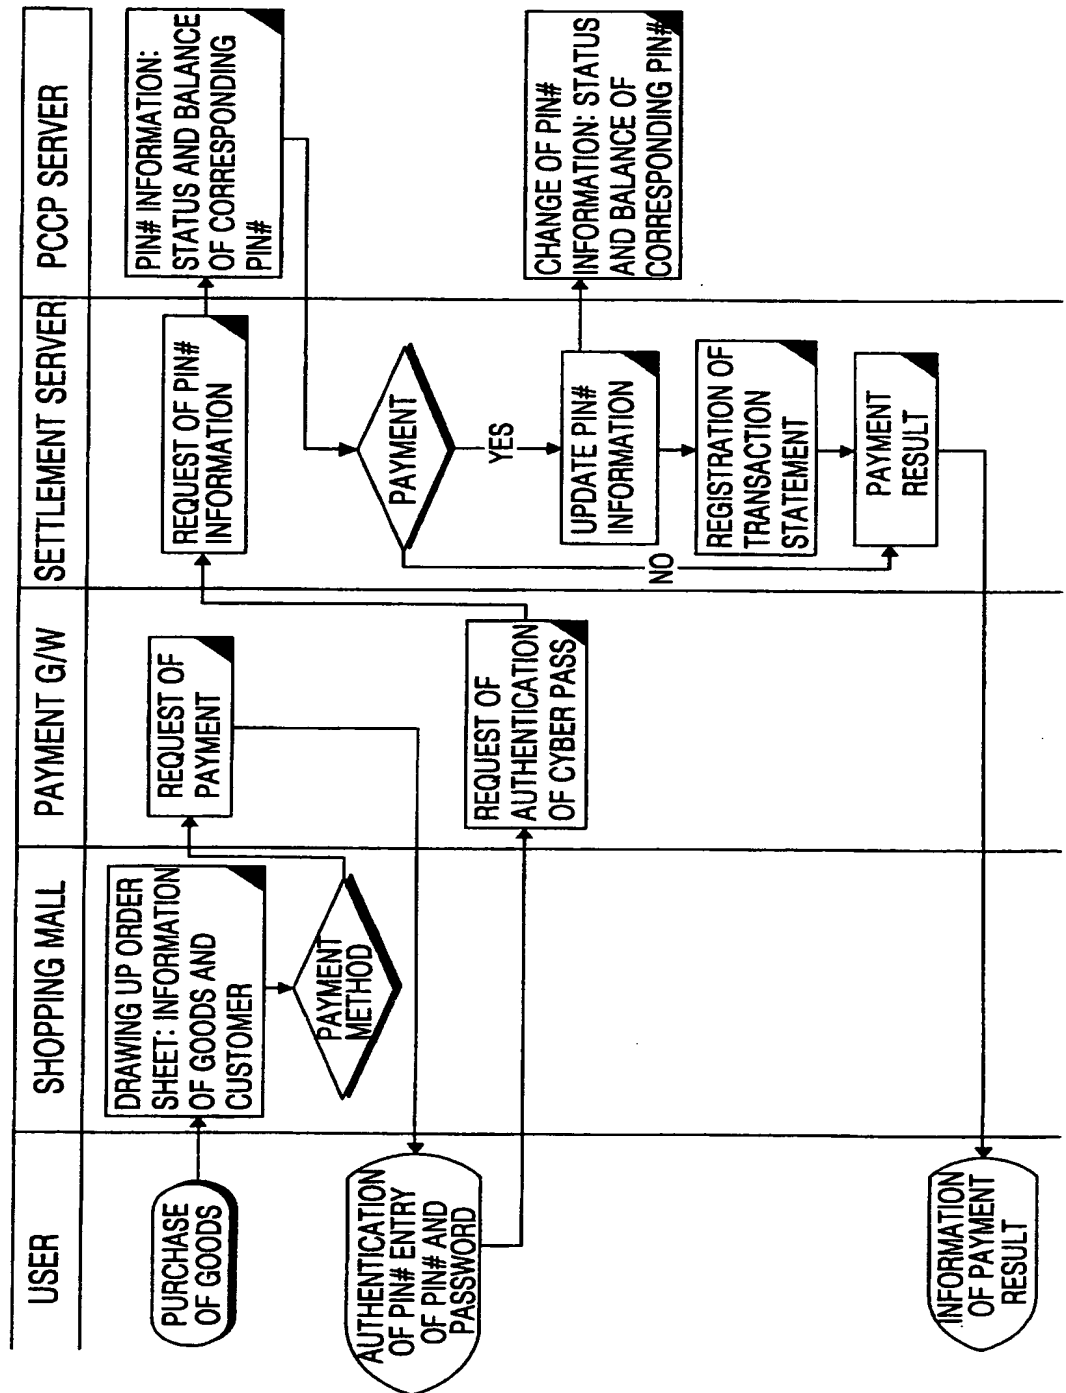 USER
SHOPPING MALL
PAYMENT G/W
SETTLEMENT SERVER
PCCP SERVER
PURCHASE
OF GOODS
DRAWING UP ORDER
SHEET: INFORMATION
OF GOODS AND
CUSTOMER
PAYMENT
METHOD
REQUEST OF
PAYMENT
AUTHENTICATION
OF PIN# ENTRY
OF PIN# AND
PASSWORD
REQUEST OF
AUTHENTICATION
OF CYBER PASS
REQUEST OF PIN#
INFORMATION
PIN# INFORMATION:
STATUS AND BALANCE
OF CORRESPONDING
PIN#
PAYMENT
YES
NO
UPDATE PIN#
INFORMATION
CHANGE OF PIN#
INFORMATION: STATUS
AND BALANCE OF
CORRESPONDING PIN#
REGISTRATION OF
TRANSACTION
STATEMENT
PAYMENT
RESULT
INFORMATION
OF PAYMENT
RESULT